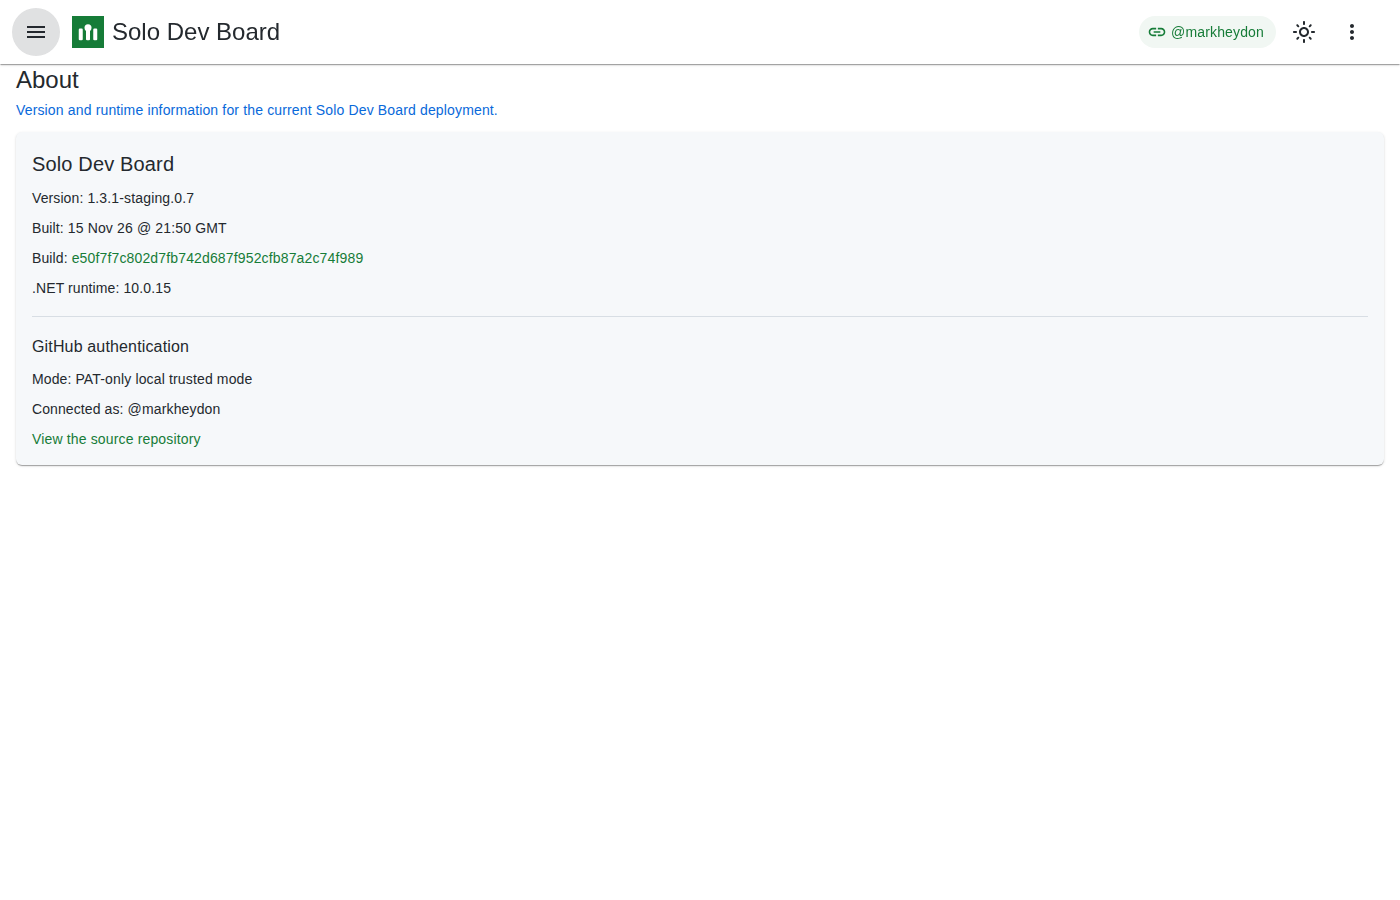 Solo Dev Board
@markheydon
About
Version and runtime information for the current Solo Dev Board deployment.
Solo Dev Board
Version: 1.3.1-staging.0.7
Built: 15 Nov 26 @ 21:50 GMT
Build: e50f7f7c802d7fb742d687f952cfb87a2c74f989
.NET runtime: 10.0.15
GitHub authentication
Mode: PAT-only local trusted mode
Connected as: @markheydon
View the source repository